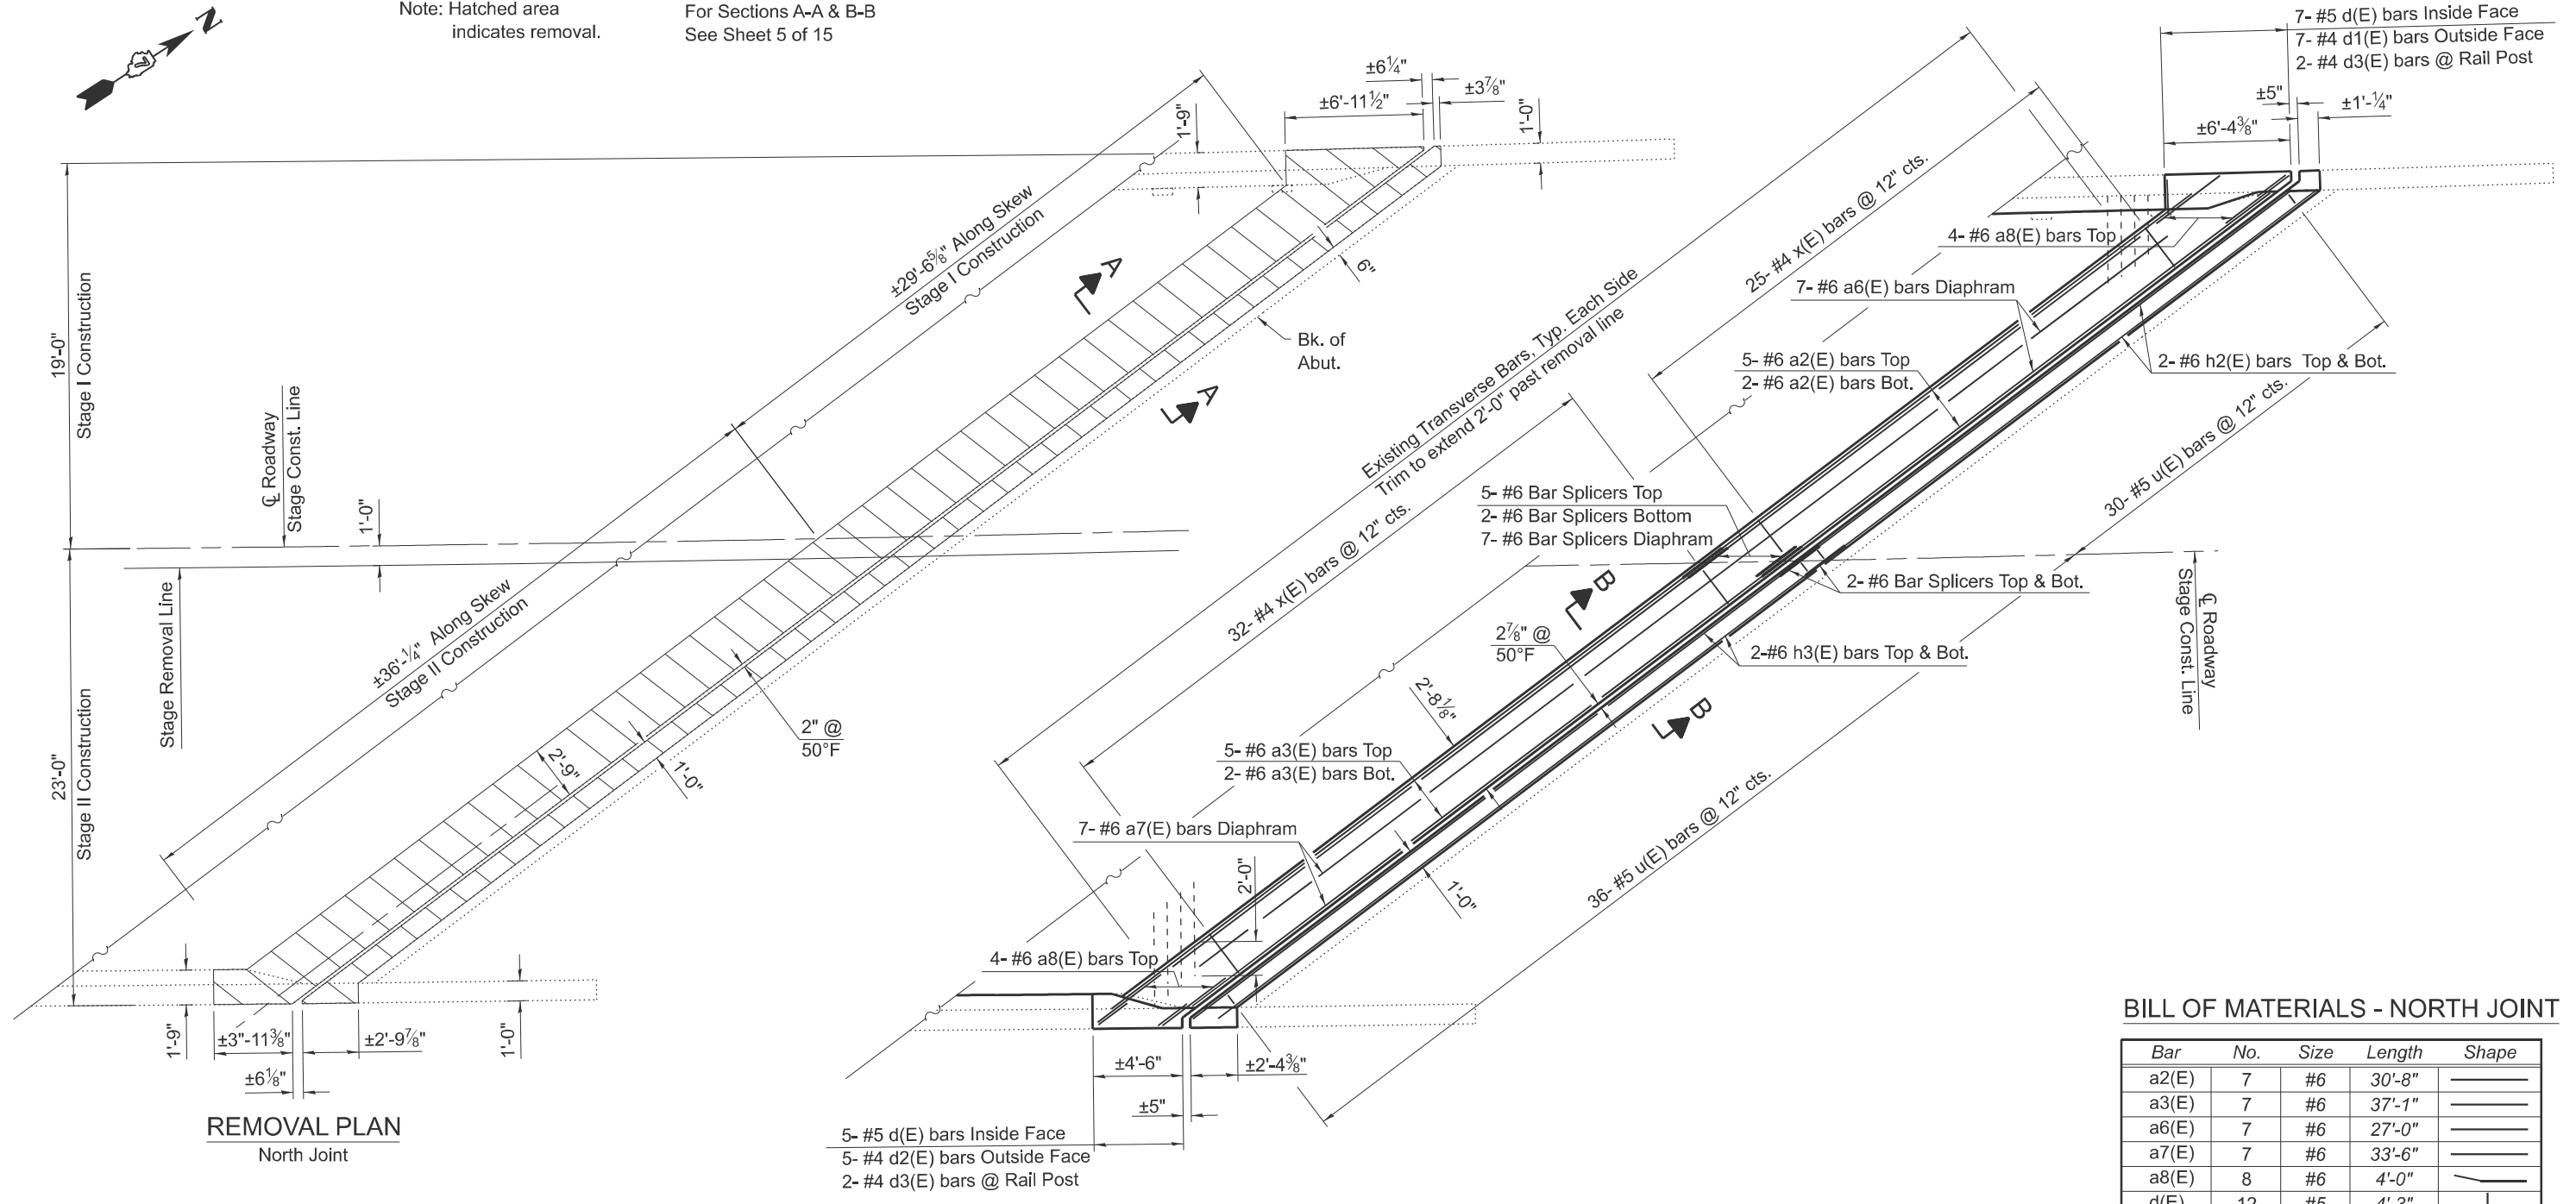 N
Note: Hatched area
indicates removal.
For Sections A-A & B-B
See Sheet 5 of 15
±6¼"
±3⅞"
±6'-11½"
1'-9"
1'-0"
±29'-6⅝" Along Skew
Stage I Construction
19'-0"
Stage I Construction
℄ Roadway
Stage Const. Line
1'-0"
A
A
6"
Bk. of
Abut.
Stage Removal Line
±36'-¼" Along Skew
Stage II Construction
23'-0"
Stage II Construction
2" @
50°F
2'-9"
1'-0"
1'-9"
±3"-11⅜"
±2'-9⅞"
1'-0"
±6⅛"
REMOVAL PLAN
North Joint
7- #5 d(E) bars Inside Face
7- #4 d1(E) bars Outside Face
2- #4 d3(E) bars @ Rail Post
±5"
±1'-¼"
±6'-4⅜"
25- #4 x(E) bars @ 12" cts.
4- #6 a8(E) bars Top
7- #6 a6(E) bars Diaphram
Existing Transverse Bars, Typ. Each Side
Trim to extend 2'-0" past removal line
5- #6 a2(E) bars Top
2- #6 a2(E) bars Bot.
2- #6 h2(E) bars Top & Bot.
32- #4 x(E) bars @ 12" cts.
5- #6 Bar Splicers Top
2- #6 Bar Splicers Bottom
7- #6 Bar Splicers Diaphram
30- #5 u(E) bars @ 12" cts.
2- #6 Bar Splicers Top & Bot.
℄ Roadway
Stage Const. Line
B
B
2⅞" @
50°F
2-#6 h3(E) bars Top & Bot.
2'-8⅛"
5- #6 a3(E) bars Top
2- #6 a3(E) bars Bot.
7- #6 a7(E) bars Diaphram
2'-0"
1'-0"
36- #5 u(E) bars @ 12" cts.
4- #6 a8(E) bars Top
±4'-6"
±2'-4⅜"
±5"
5- #5 d(E) bars Inside Face
5- #4 d2(E) bars Outside Face
2- #4 d3(E) bars @ Rail Post
BILL OF MATERIALS - NORTH JOINT
Bar No. Size Length Shape
a2(E) 7 #6 30'-8"
a3(E) 7 #6 37'-1"
a6(E) 7 #6 27'-0"
a7(E) 7 #6 33'-6"
a8(E) 8 #6 4'-0"
d(E) 12 #5 4'-3"